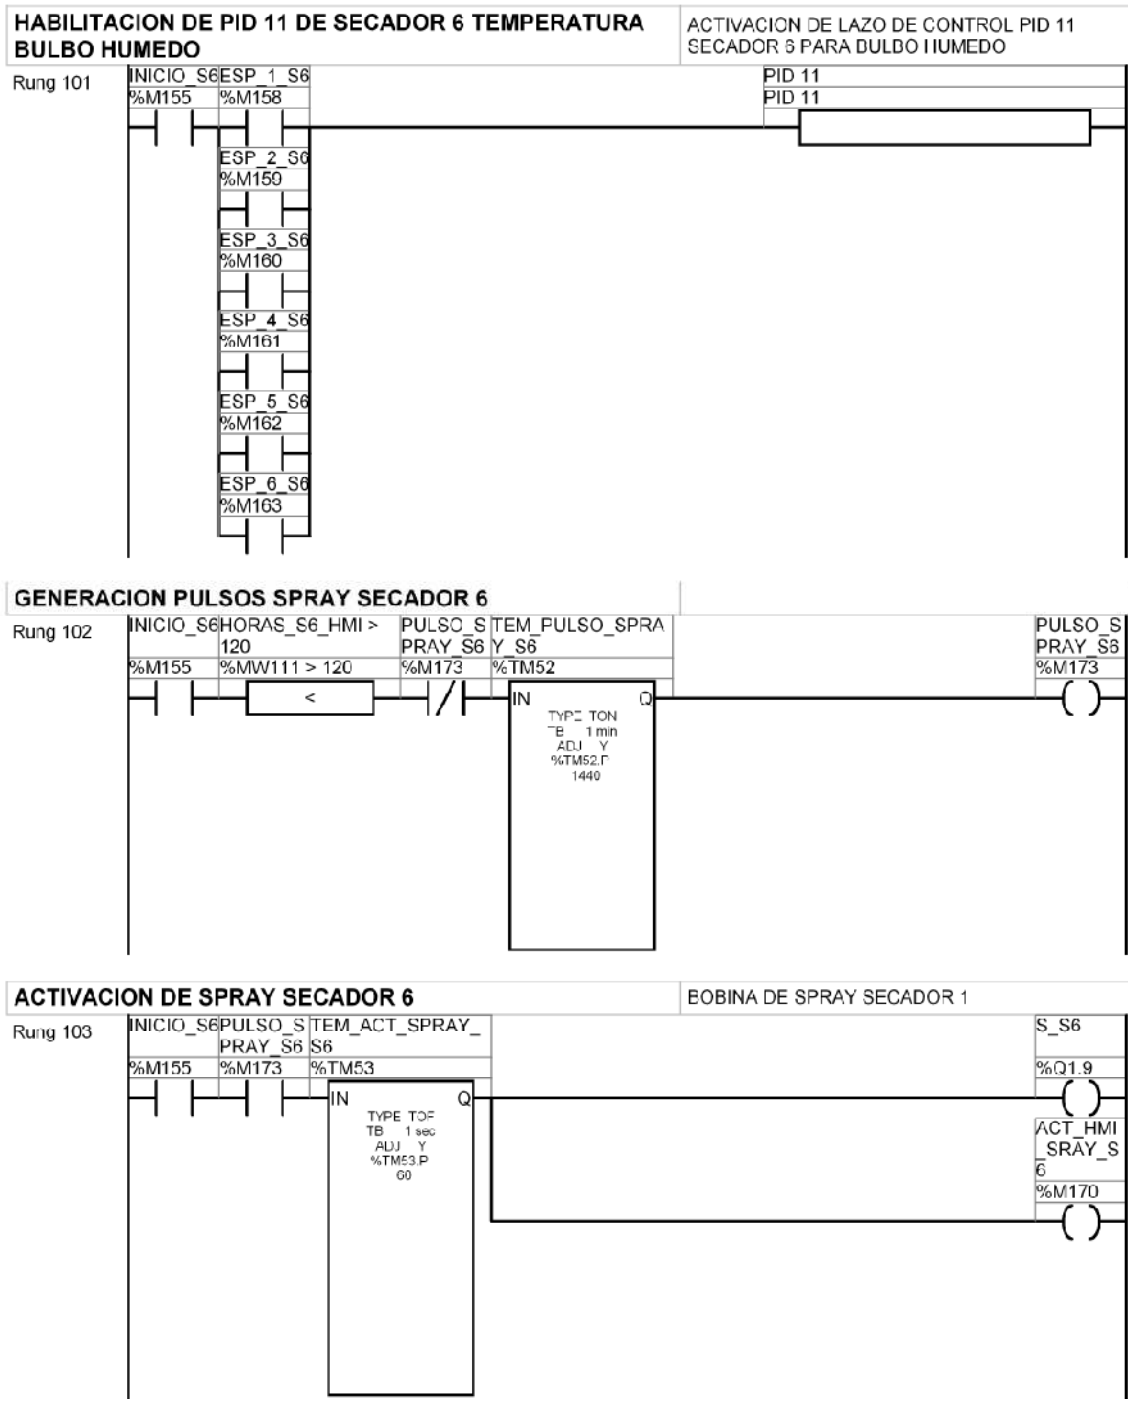 HABILITACION DE PID 11 DE SECADOR 6 TEMPERATURA
BULBO HUMEDO
ACTIVACION DE LAZO DE CONTROL PID 11
SECADOR 6 PARA BULBO HUMEDO
Rung 101
INICIO_S6
%M155
ESP_1_S6
%M158
PID 11
PID 11
ESP_2_S6
%M159
ESP_3_S6
%M160
ESP_4_S6
%M161
ESP_5_S6
%M162
ESP_6_S6
%M163
GENERACION PULSOS SPRAY SECADOR 6
Rung 102
INICIO_S6
%M155
HORAS_S6_HMI >
120
%MW111 > 120
<
PULSO_S
PRAY_S6
%M173
TEM_PULSO_SPRA
Y_S6
%TM52
IN Q
TYPE TON
TB 1 min
ADJ Y
%TM52.P
1440
PULSO_S
PRAY_S6
%M173
ACTIVACION DE SPRAY SECADOR 6
BOBINA DE SPRAY SECADOR 1
Rung 103
INICIO_S6
%M155
PULSO_S
PRAY_S6
%M173
TEM_ACT_SPRAY_
S6
%TM53
IN Q
TYPE TOF
TB 1 sec
ADJ Y
%TM53.P
60
S_S6
%Q1.9
ACT_HMI
_SRAY_S
6
%M170